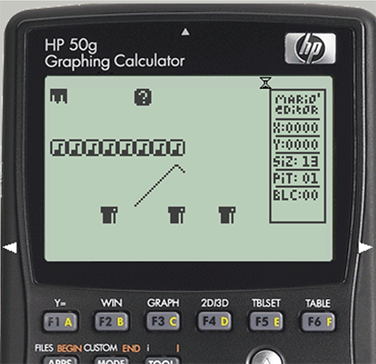 HP 50g
Graphing Calculator
hp
?
MARIO'
EDITOR
X:0000
Y:0000
SIZ: 13
PIT: 01
BLC:00
Y= WIN GRAPH 2D/3D TBLSET TABLE
F1 A F2 B F3 C F4 D F5 E F6 F
FILES BEGIN CUSTOM END i I
APPS MODE TOOL